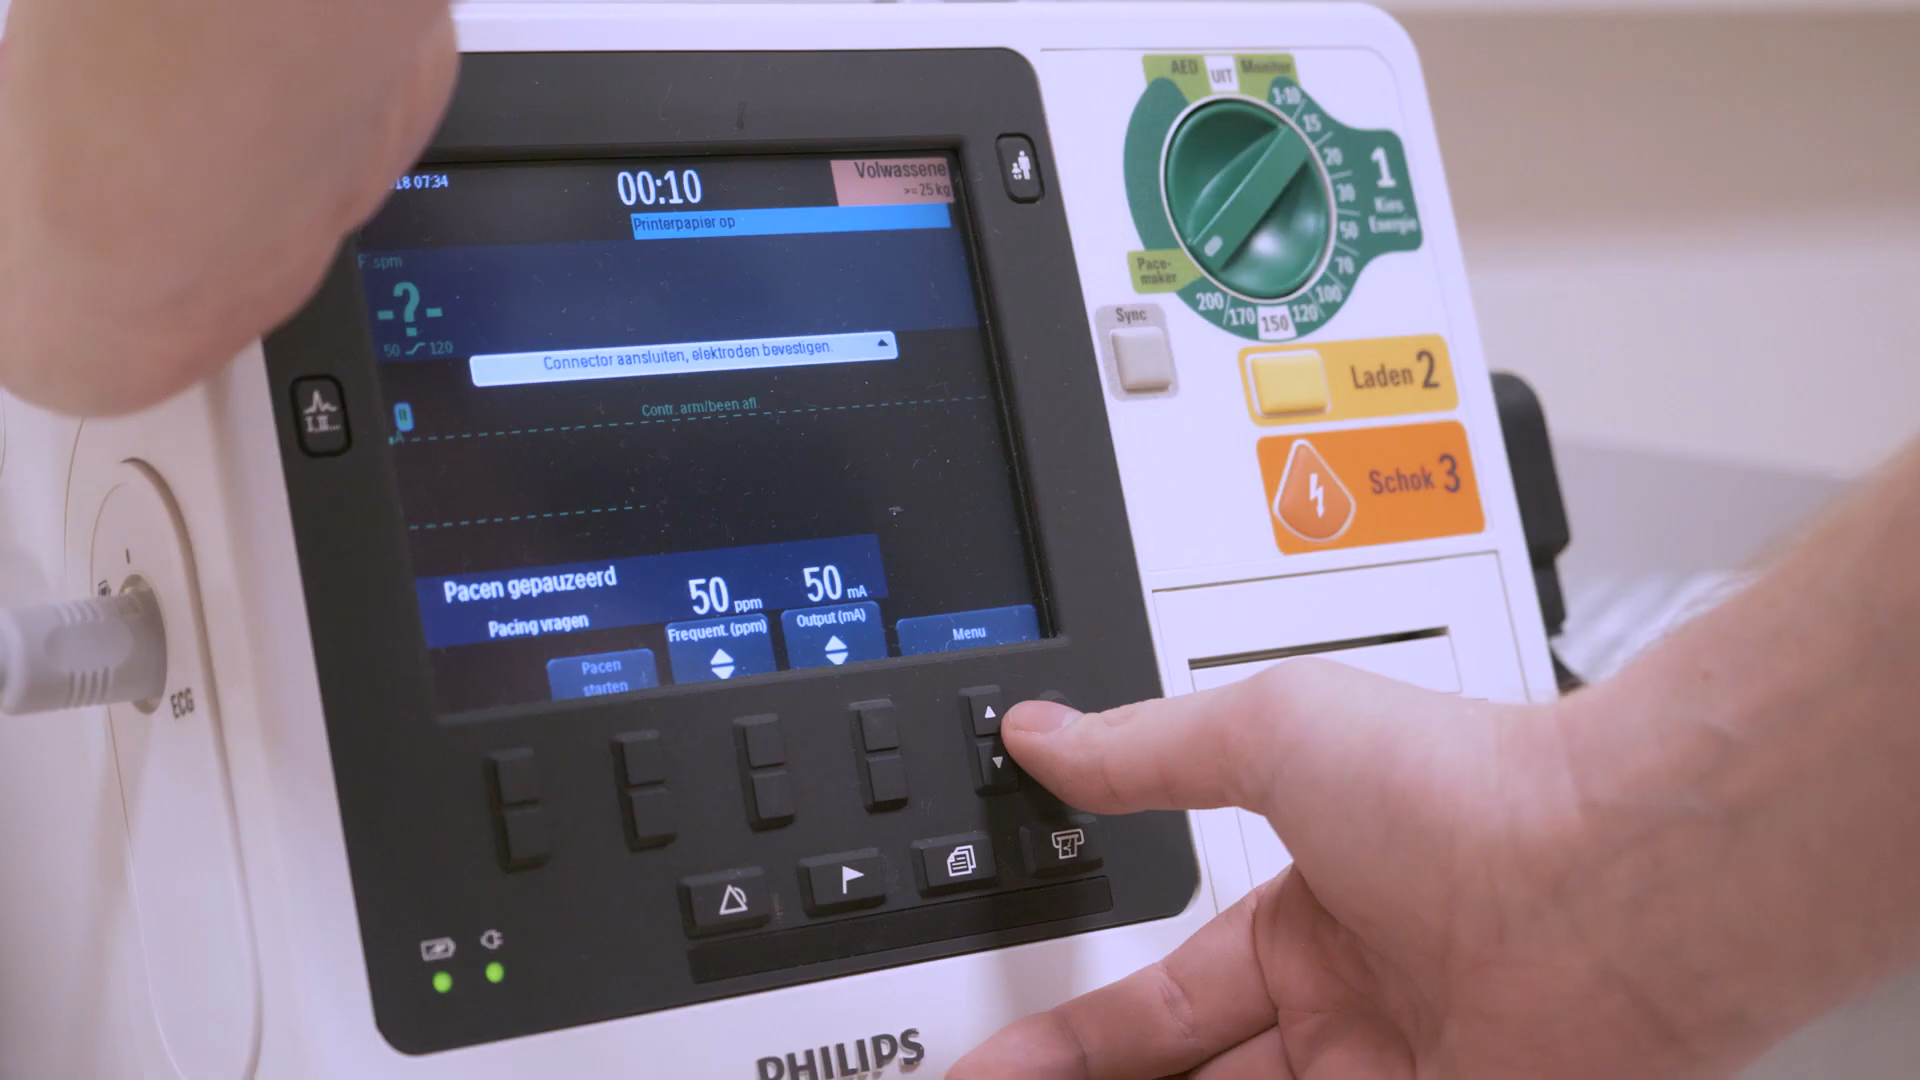 18 07:34
00:10
Volwassene
>= 25 kg
Printerpapier op
spm
-?-
50 120
Connector aansluiten, elektroden bevestigen.
Contr. arm/been afl.
Pacen gepauzeerd
50 ppm
50 mA
Pacing vragen
Pacen
starten
Frequent. (ppm)
Output (mA)
Menu
I,II...
ECG
PHILIPS
AED
UIT
Monitor
1-10
15
20
30
50
70
100
120
150
170
200
1
Kies
Energie
Pace-
maker
Sync
Laden 2
Schok 3